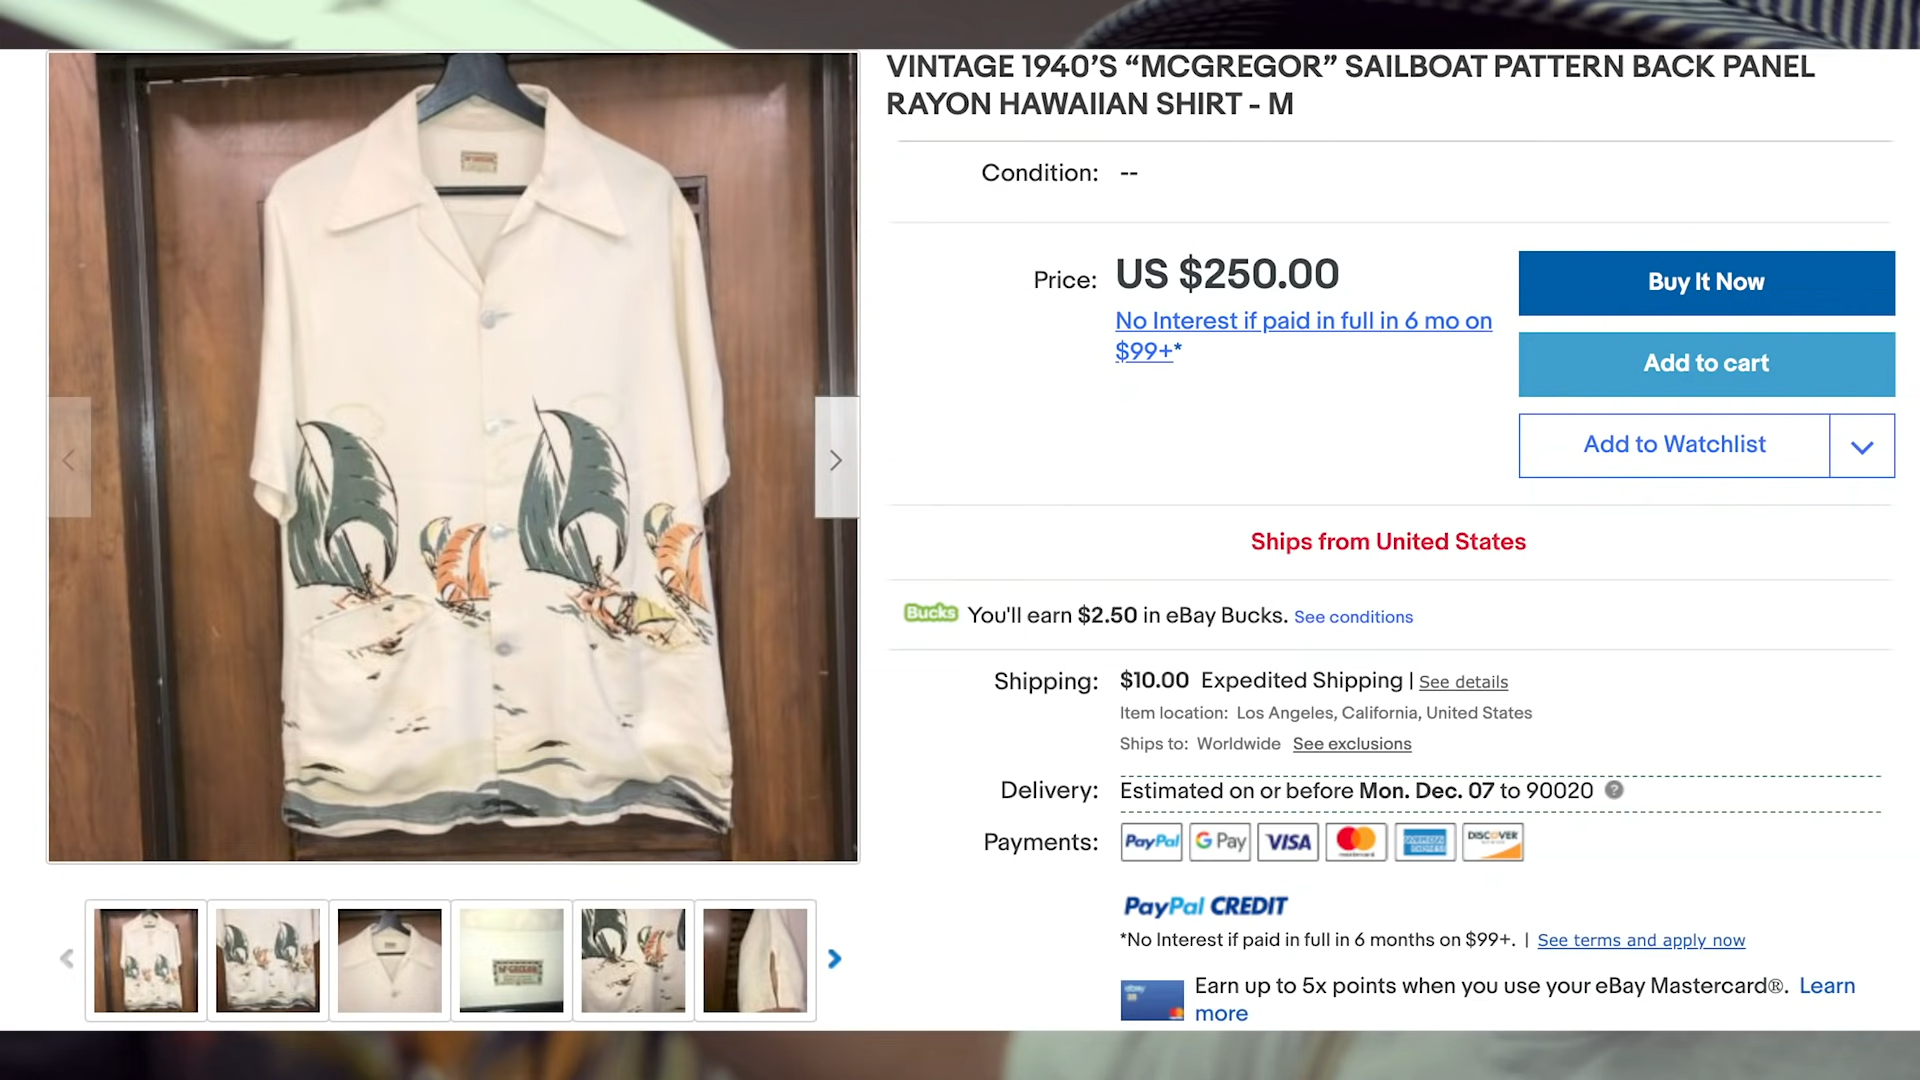 VINTAGE 1940’S “MCGREGOR” SAILBOAT PATTERN BACK PANEL
RAYON HAWAIIAN SHIRT - M
Condition: --
Price: US $250.00
No Interest if paid in full in 6 mo on
$99+*
Buy It Now
Add to cart
Add to Watchlist
Ships from United States
Bucks You'll earn $2.50 in eBay Bucks. See conditions
Shipping: $10.00 Expedited Shipping | See details
Item location: Los Angeles, California, United States
Ships to: Worldwide See exclusions
Delivery: Estimated on or before Mon. Dec. 07 to 90020 ?
Payments: PayPal G Pay VISA mastercard AMERICAN EXPRESS DISCOVER
PayPal CREDIT
*No Interest if paid in full in 6 months on $99+. | See terms and apply now
ebay
Earn up to 5x points when you use your eBay Mastercard®. Learn
more
McGREGOR